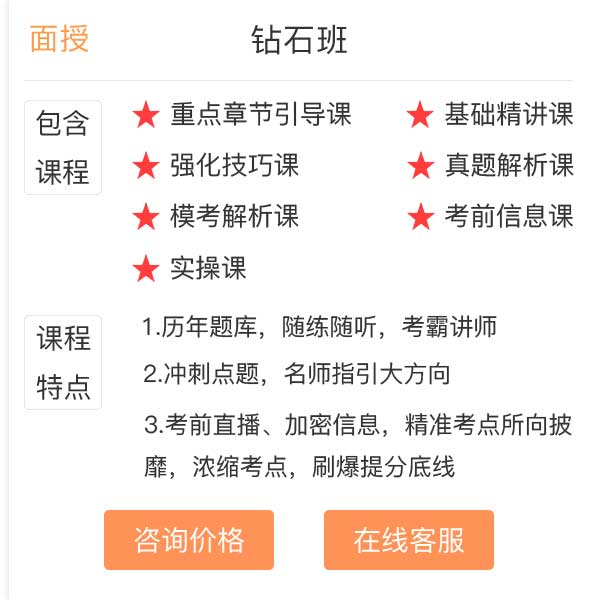 面授
钻石班
包含
课程
★ 重点章节引导课
★ 基础精讲课
★ 强化技巧课
★ 真题解析课
★ 模考解析课
★ 考前信息课
★ 实操课
课程
特点
1.历年题库，随练随听，考霸讲师
2.冲刺点题，名师指引大方向
3.考前直播、加密信息，精准考点所向披
靡，浓缩考点，刷爆提分底线
咨询价格
在线客服